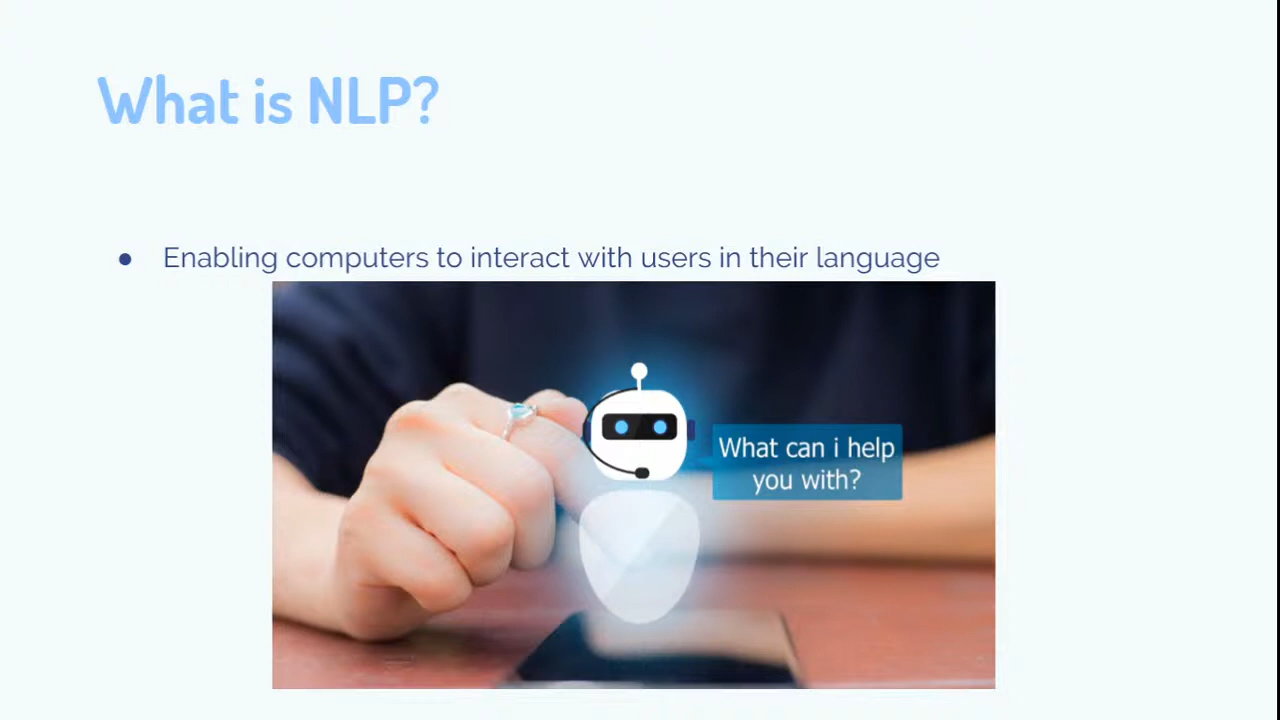 What is NLP?
● Enabling computers to interact with users in their language
What can i help
you with?